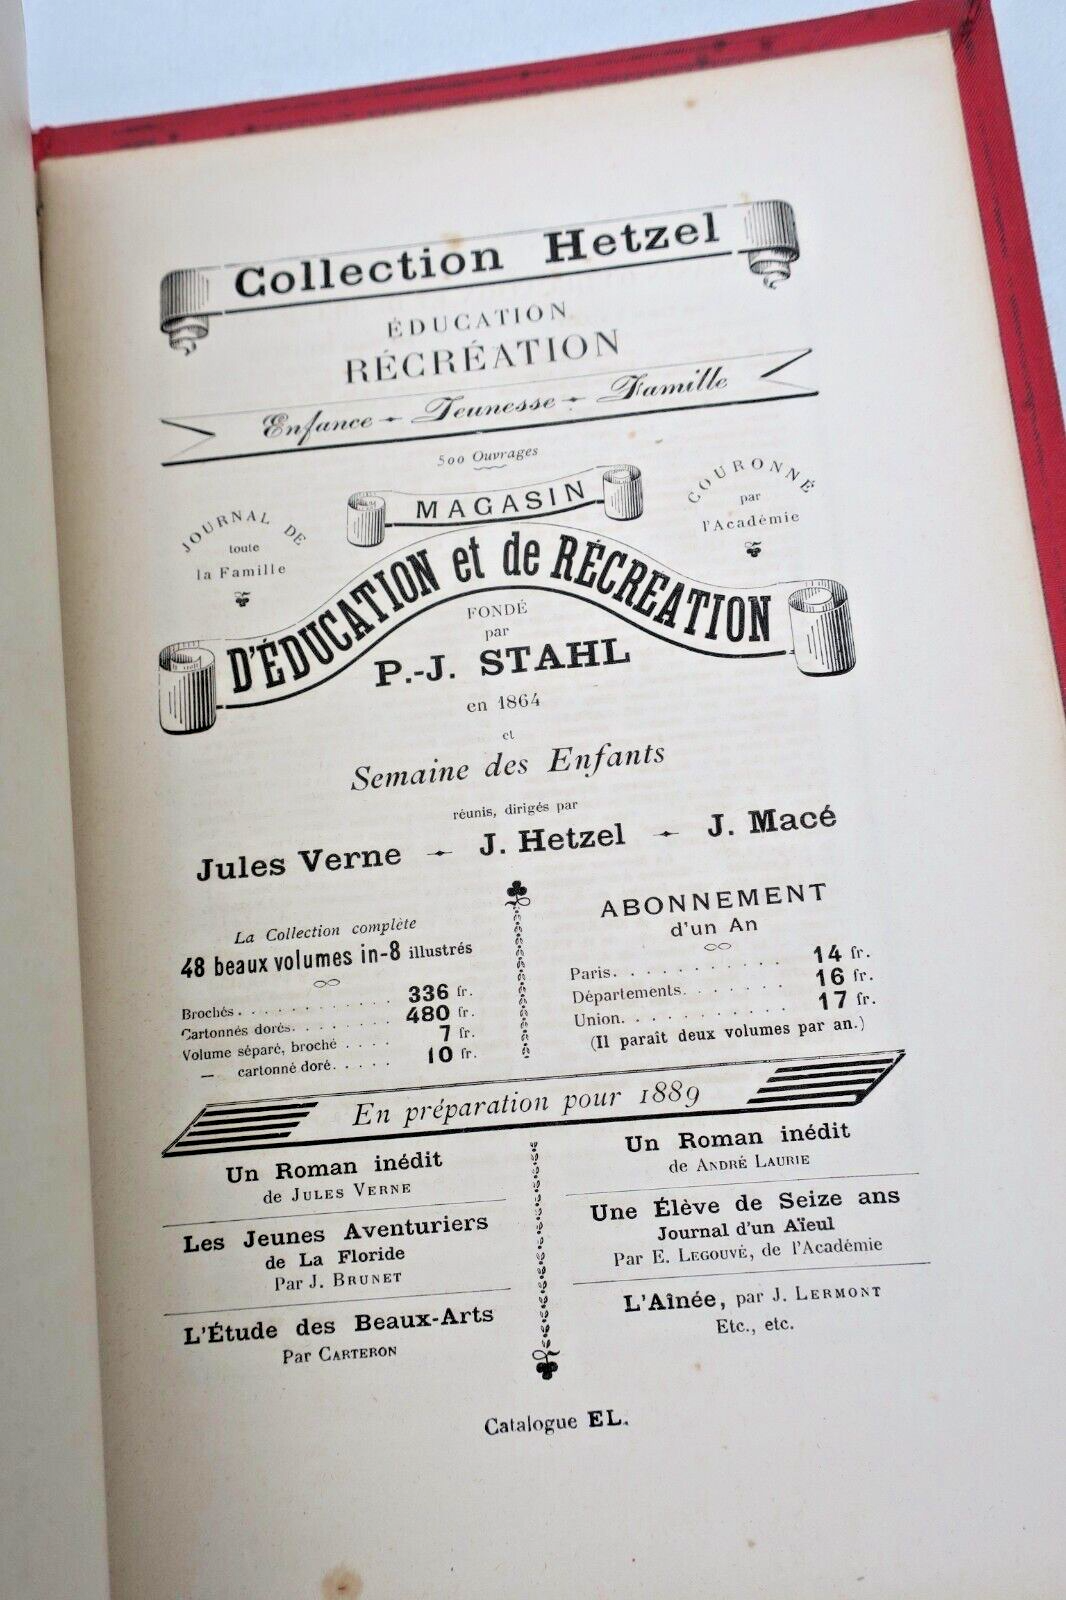 Collection Hetzel
ÉDUCATION
RÉCRÉATION
Enfance - Jeunesse - Famille
500 Ouvrages
JOURNAL DE
toute
la Famille
COURONNÉ
par
l'Académie
MAGASIN
D'ÉDUCATION et de RÉCREATION
FONDÉ
par
P.-J. STAHL
en 1864
et
Semaine des Enfants
réunis, dirigés par
Jules Verne - J. Hetzel - J. Macé
La Collection complète
48 beaux volumes in-8 illustrés
Brochés. . . . . . . . . . . 336 fr.
Cartonnés dorés. . . . . . . . 480 fr.
Volume séparé, broché . . . . 7 fr.
— cartonné doré. . . . . 10 fr.
ABONNEMENT
d'un An
Paris. . . . . . . . . . . 14 fr.
Départements. . . . . . . 16 fr.
Union. . . . . . . . . . . 17 fr.
(Il paraît deux volumes par an.)
En préparation pour 1889
Un Roman inédit
de JULES VERNE
Les Jeunes Aventuriers
de La Floride
Par J. BRUNET
L'Étude des Beaux-Arts
Par CARTERON
Un Roman inédit
de ANDRÉ LAURIE
Une Élève de Seize ans
Journal d'un Aïeul
Par E. LEGOUVÉ, de l'Académie
L'Aînée, par J. LERMONT
Etc., etc.
Catalogue EL.